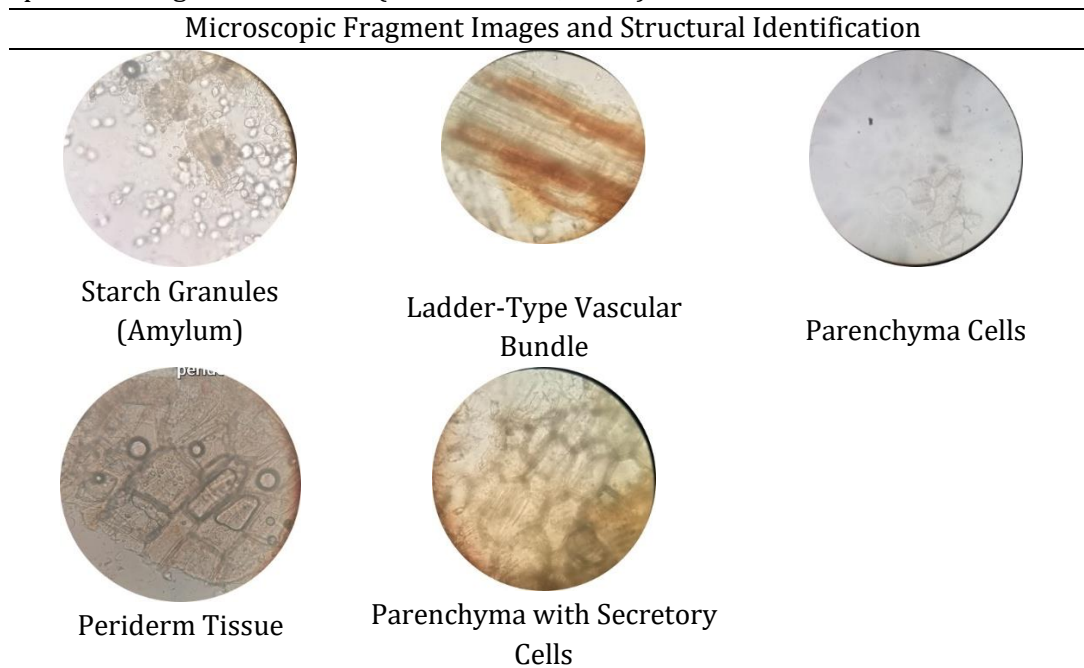 Microscopic Fragment Images and Structural Identification
Starch Granules
(Amylum)
Ladder-Type Vascular
Bundle
Parenchyma Cells
Periderm Tissue
Parenchyma with Secretory
Cells